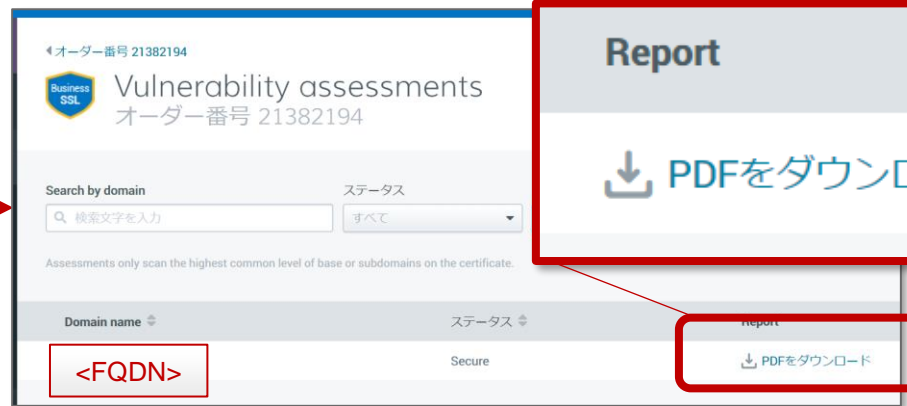 オーダー番号 21382194
Business SSL
Vulnerability assessments
オーダー番号 21382194
Search by domain
ステータス
検索文字を入力
すべて
Assessments only scan the highest common level of base or subdomains on the certificate.
Domain name
ステータス
Report
<FQDN>
Secure
PDFをダウンロード
Report
PDFをダウンロ